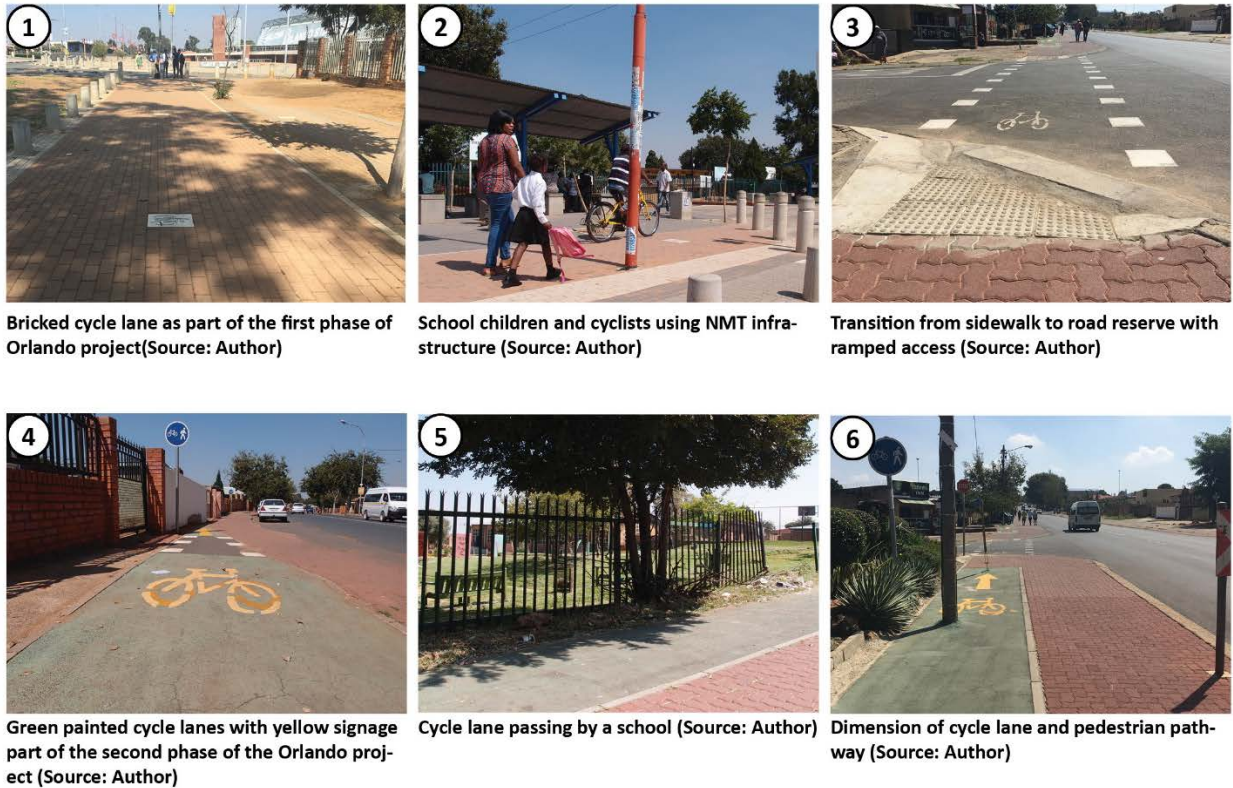 1
2
3
Bricked cycle lane as part of the first phase of
Orlando project(Source: Author)
School children and cyclists using NMT infra-
structure (Source: Author)
Transition from sidewalk to road reserve with
ramped access (Source: Author)
4
5
6
Green painted cycle lanes with yellow signage
part of the second phase of the Orlando proj-
ect (Source: Author)
Cycle lane passing by a school (Source: Author)
Dimension of cycle lane and pedestrian path-
way (Source: Author)